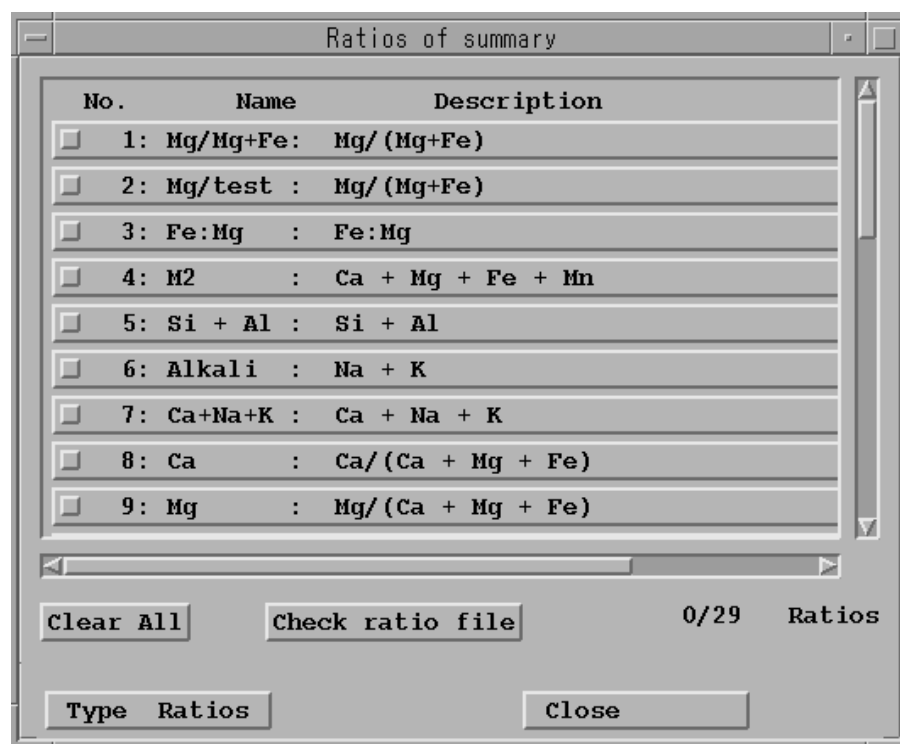 Ratios of summary
No. Name Description
1: Mg/Mg+Fe: Mg/(Mg+Fe)
2: Mg/test : Mg/(Mg+Fe)
3: Fe:Mg : Fe:Mg
4: M2 : Ca + Mg + Fe + Mn
5: Si + Al : Si + Al
6: Alkali : Na + K
7: Ca+Na+K : Ca + Na + K
8: Ca : Ca/(Ca + Mg + Fe)
9: Mg : Mg/(Ca + Mg + Fe)
Clear All Check ratio file 0/29 Ratios
Type Ratios Close